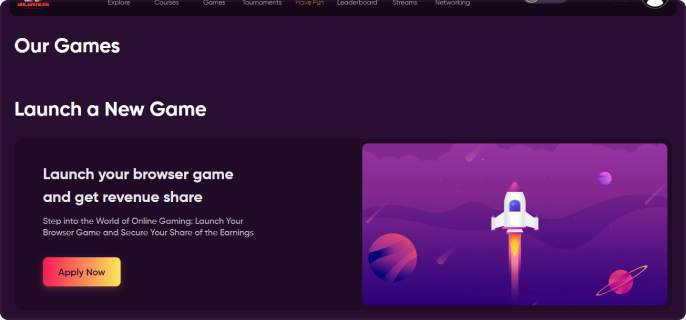 Explore Courses Games Tournaments Have Fun Leaderboard Streams Networking
Our Games
Launch a New Game
Launch your browser game
and get revenue share
Step into the World of Online Gaming: Launch Your
Browser Game and Secure Your Share of the Earnings
Apply Now